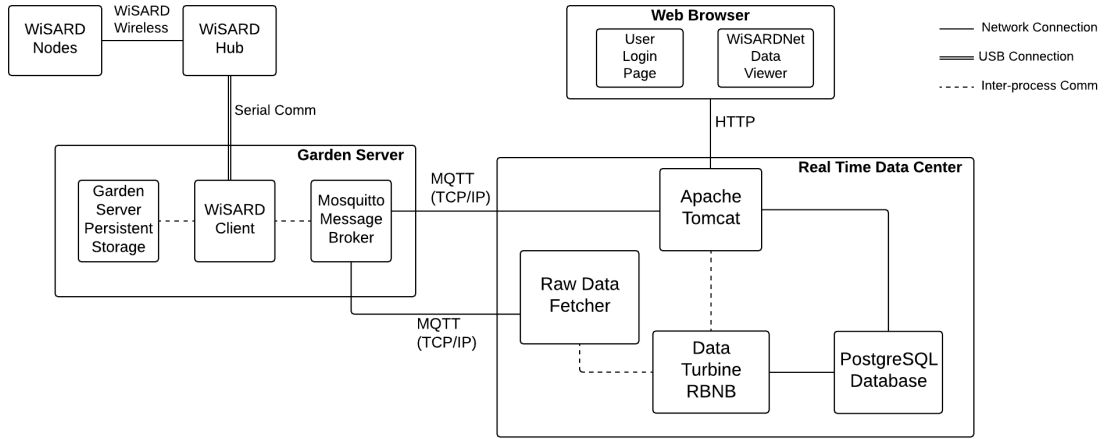 WiSARD
Nodes
WiSARD
Wireless
WiSARD
Hub
Serial Comm
Web Browser
User
Login
Page
WiSARDNet
Data
Viewer
Network Connection
USB Connection
Inter-process Comm
HTTP
Garden Server
Garden
Server
Persistent
Storage
WiSARD
Client
Mosquitto
Message
Broker
MQTT
(TCP/IP)
MQTT
(TCP/IP)
Real Time Data Center
Apache
Tomcat
Raw Data
Fetcher
Data
Turbine
RBNB
PostgreSQL
Database